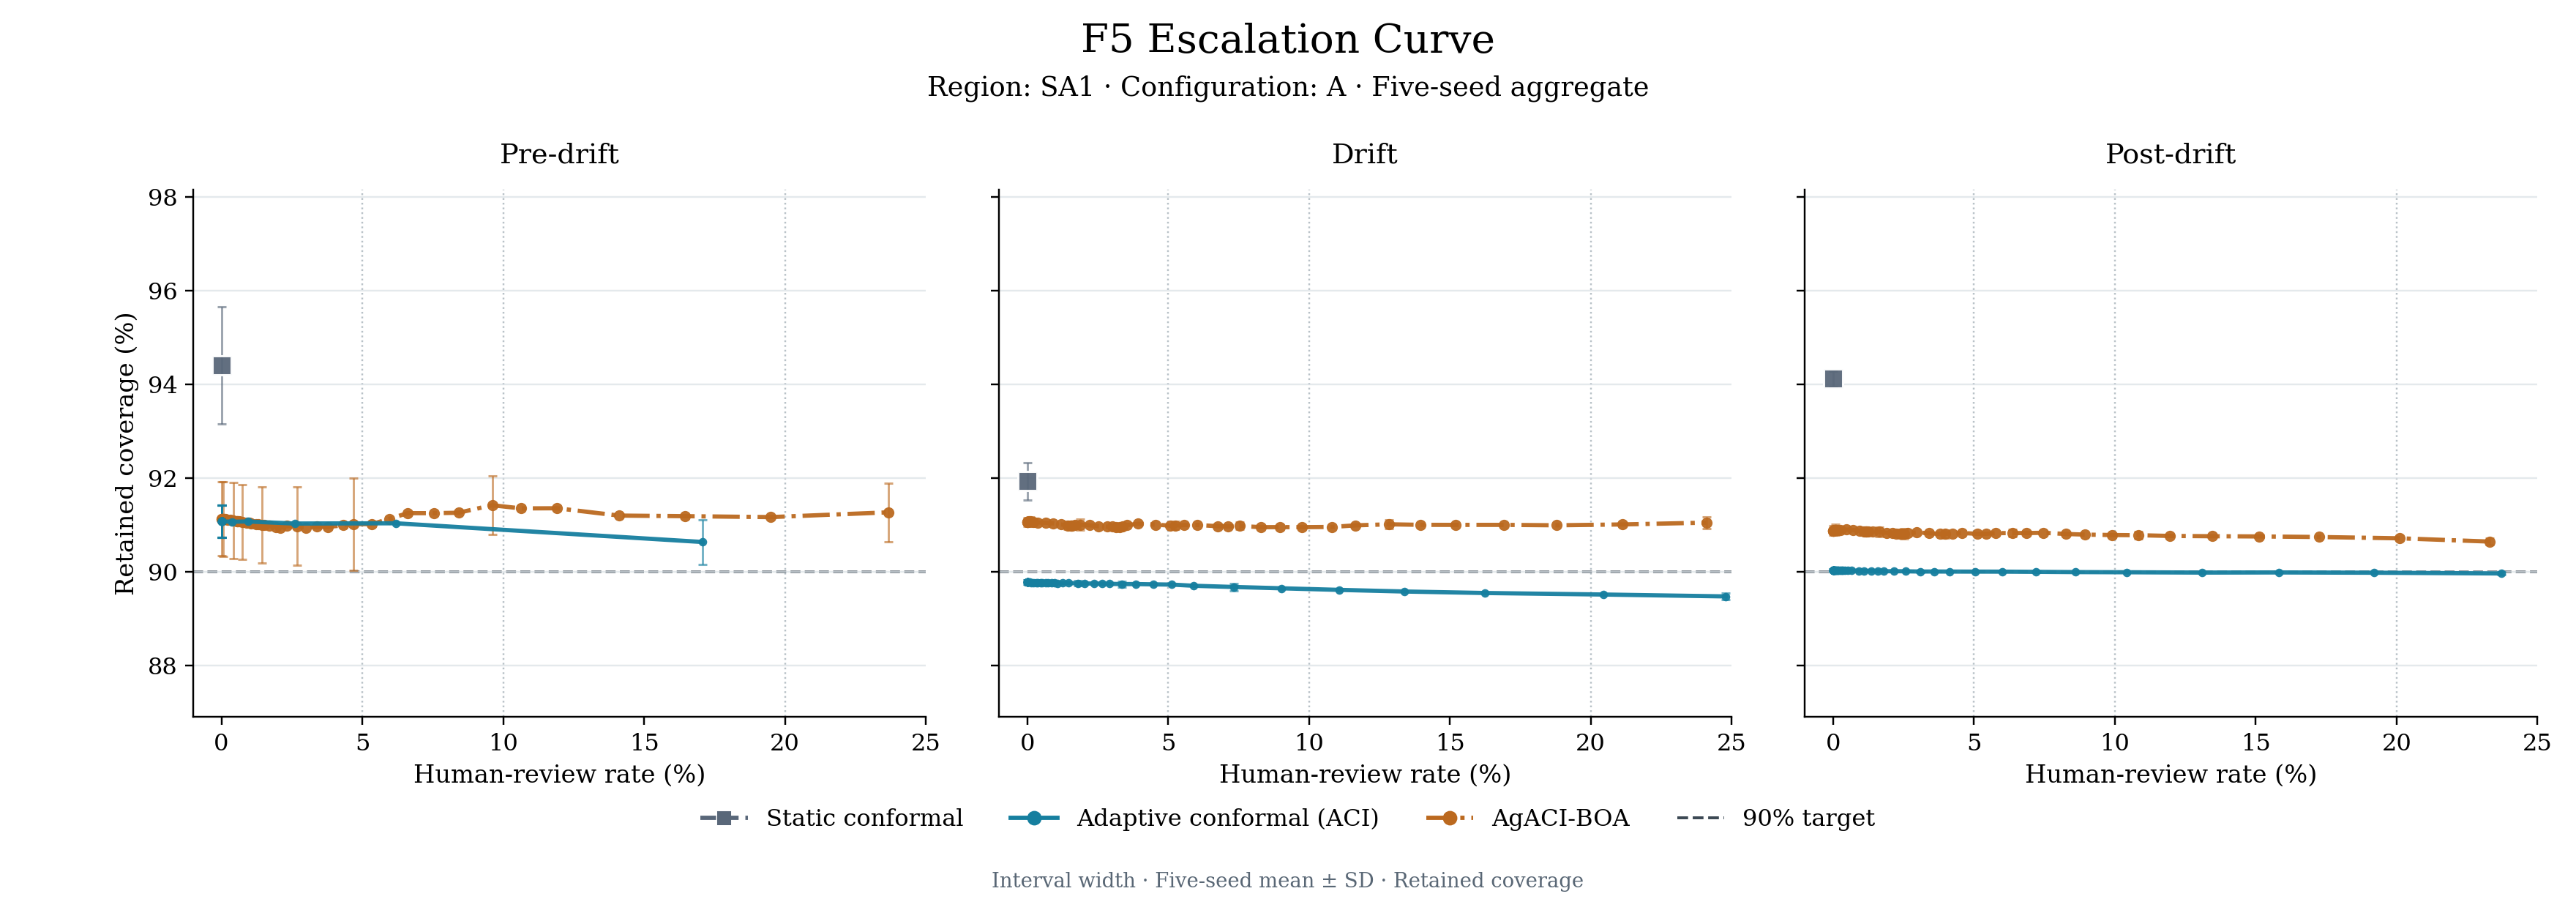 F5 Escalation Curve
Region: SA1 · Configuration: A · Five-seed aggregate
Pre-drift
Drift
Post-drift
Retained coverage (%)
98
96
94
92
90
88
0 5 10 15 20 25
0 5 10 15 20 25
0 5 10 15 20 25
Human-review rate (%)
Human-review rate (%)
Human-review rate (%)
Static conformal
Adaptive conformal (ACI)
AgACI-BOA
90% target
Interval width · Five-seed mean ± SD · Retained coverage